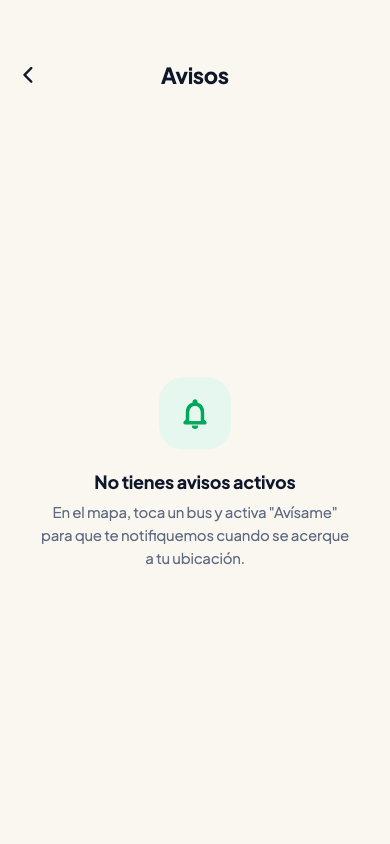 Avisos
No tienes avisos activos
En el mapa, toca un bus y activa "Avísame"
para que te notifiquemos cuando se acerque
a tu ubicación.